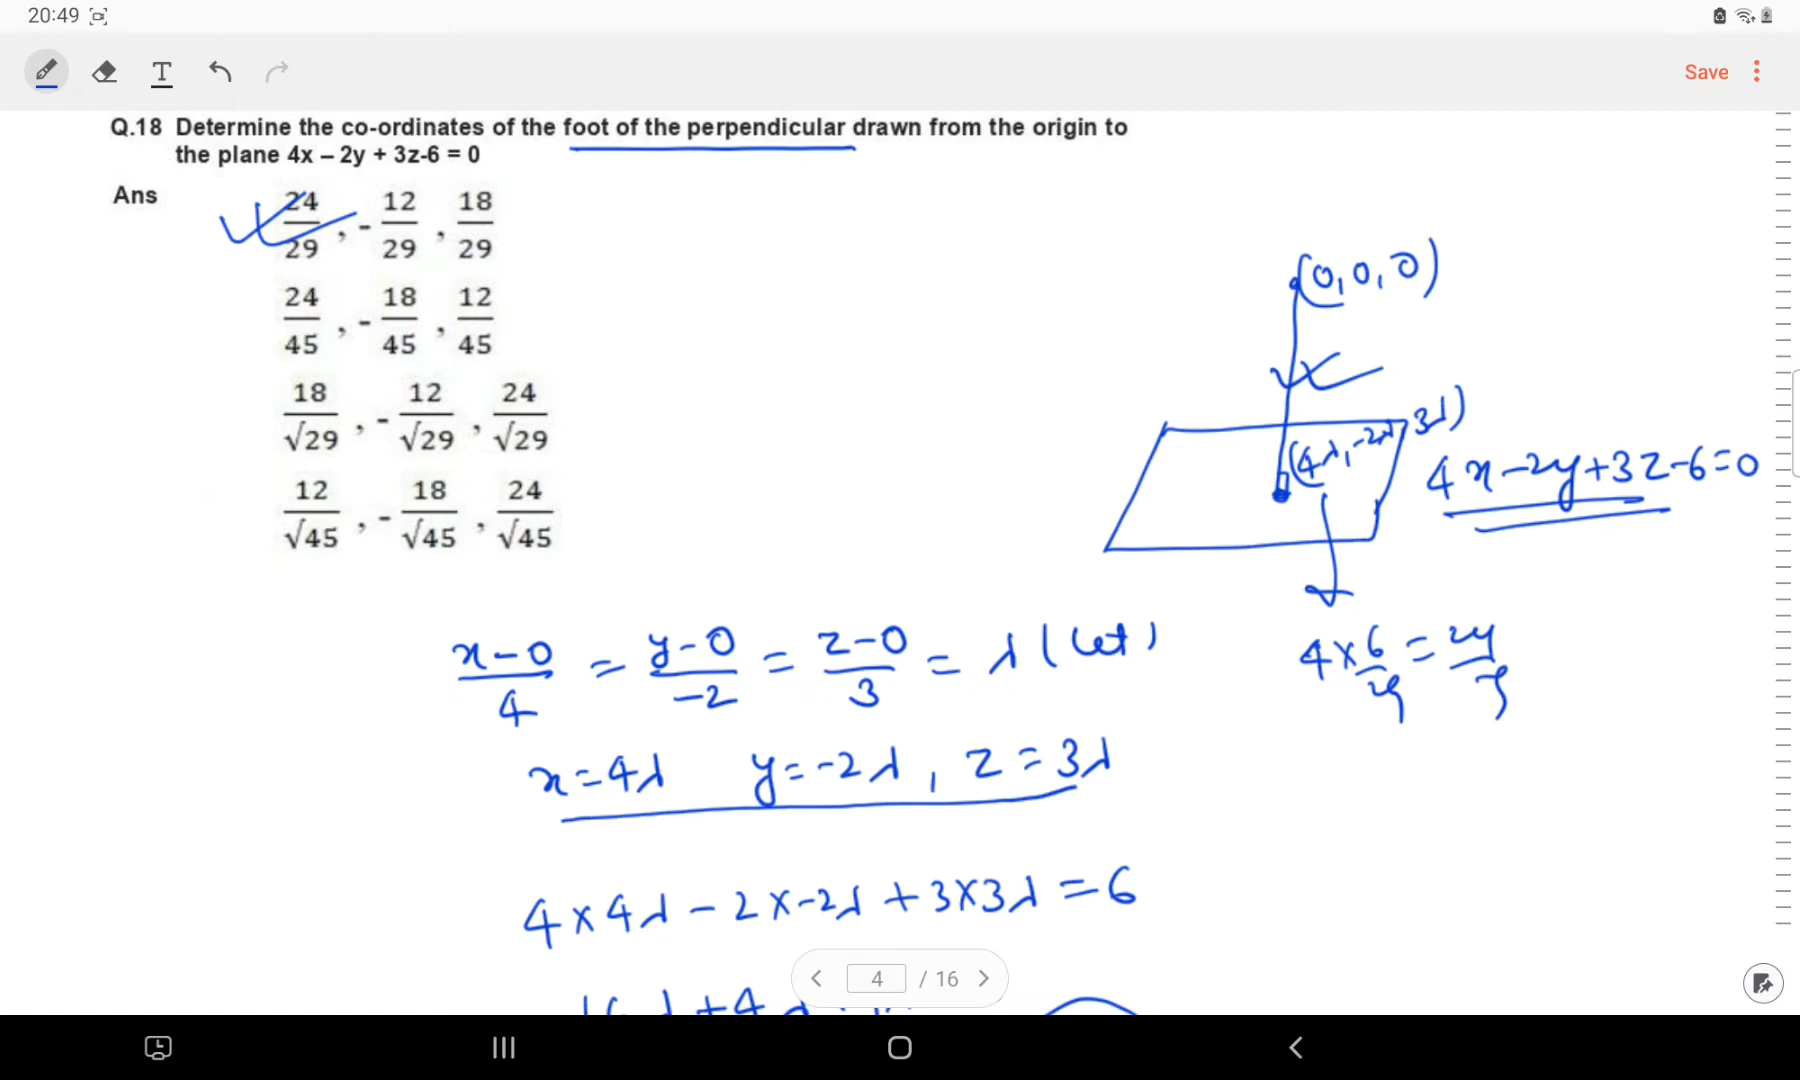 20:49
Save
Q.18 Determine the co-ordinates of the foot of the perpendicular drawn from the origin to
the plane 4x – 2y + 3z-6 = 0
Ans
24/29 , - 12/29 , 18/29
24/45 , - 18/45 , 12/45
18/√29 , - 12/√29 , 24/√29
12/√45 , - 18/√45 , 24/√45
(0,0,0)
(4λ,-2λ, 3λ)
4x-2y+3z-6=0
(x-0)/4 = (y-0)/-2 = (z-0)/3 = λ (let)
4×6/29 = 24/
x=4λ y=-2λ, z=3λ
4×4λ - 2×-2λ + 3×3λ = 6
16λ+4λ
4 / 16